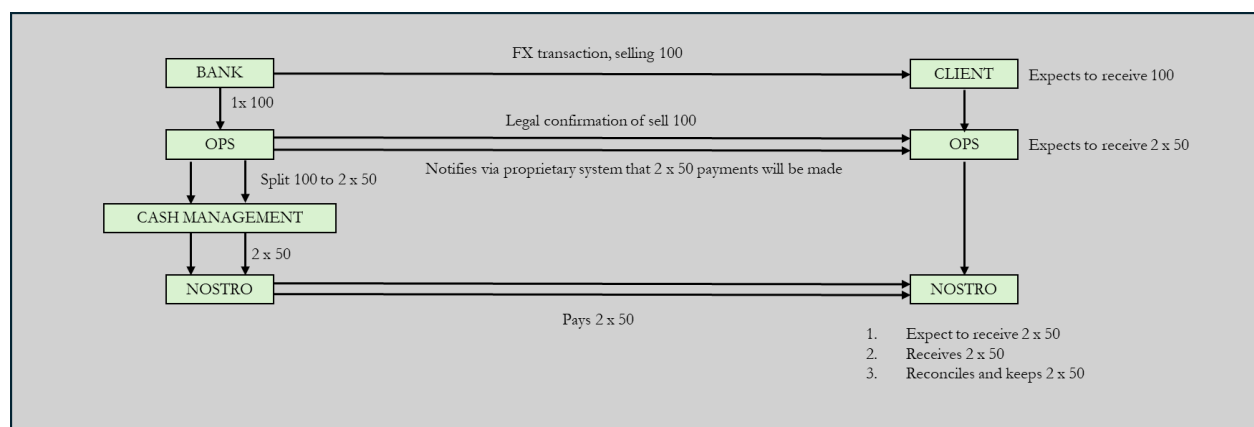 FX transaction, selling 100
BANK
CLIENT
Expects to receive 100
1x 100
Legal confirmation of sell 100
OPS
OPS
Expects to receive 2 x 50
Notifies via proprietary system that 2 x 50 payments will be made
Split 100 to 2 x 50
CASH MANAGEMENT
2 x 50
NOSTRO
NOSTRO
Pays 2 x 50
1. Expect to receive 2 x 50
2. Receives 2 x 50
3. Reconciles and keeps 2 x 50